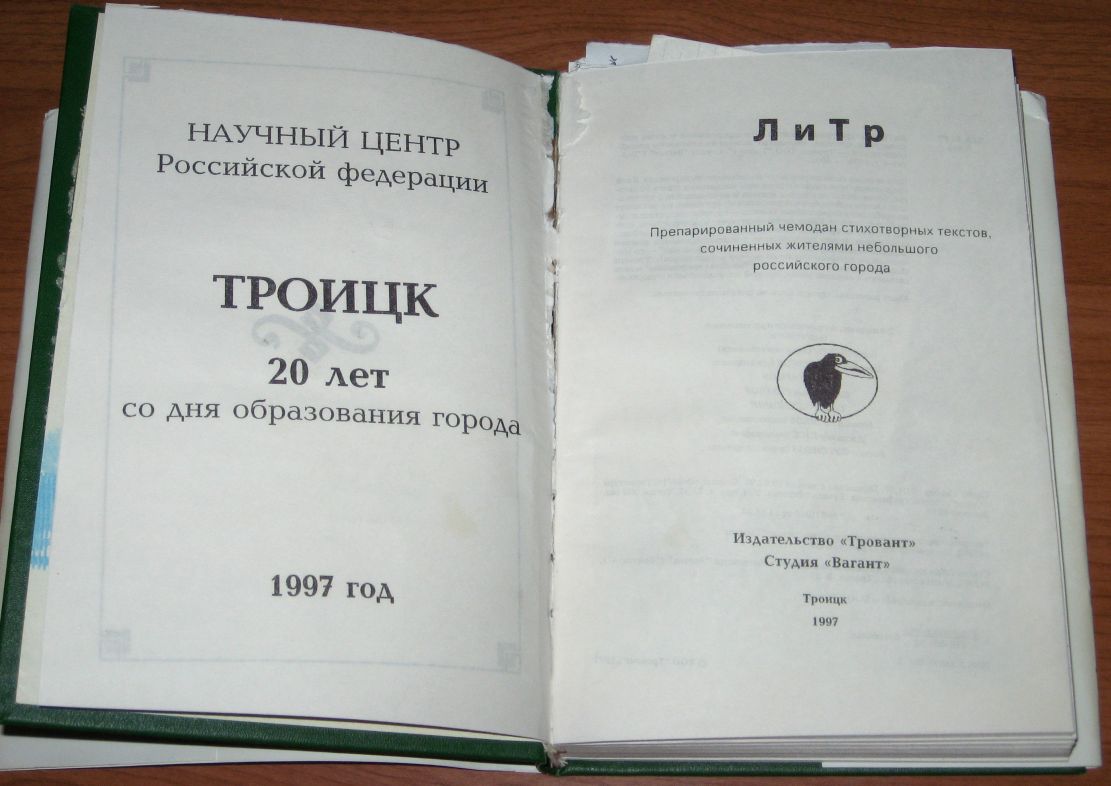 НАУЧНЫЙ ЦЕНТР
Российской федерации
ТРОИЦК
20 лет
со дня образования города
1997 год
ЛиТр
Препарированный чемодан стихотворных текстов,
сочиненных жителями небольшого
российского города
Издательство «Тровант»
Студия «Вагант»
Троицк
1997